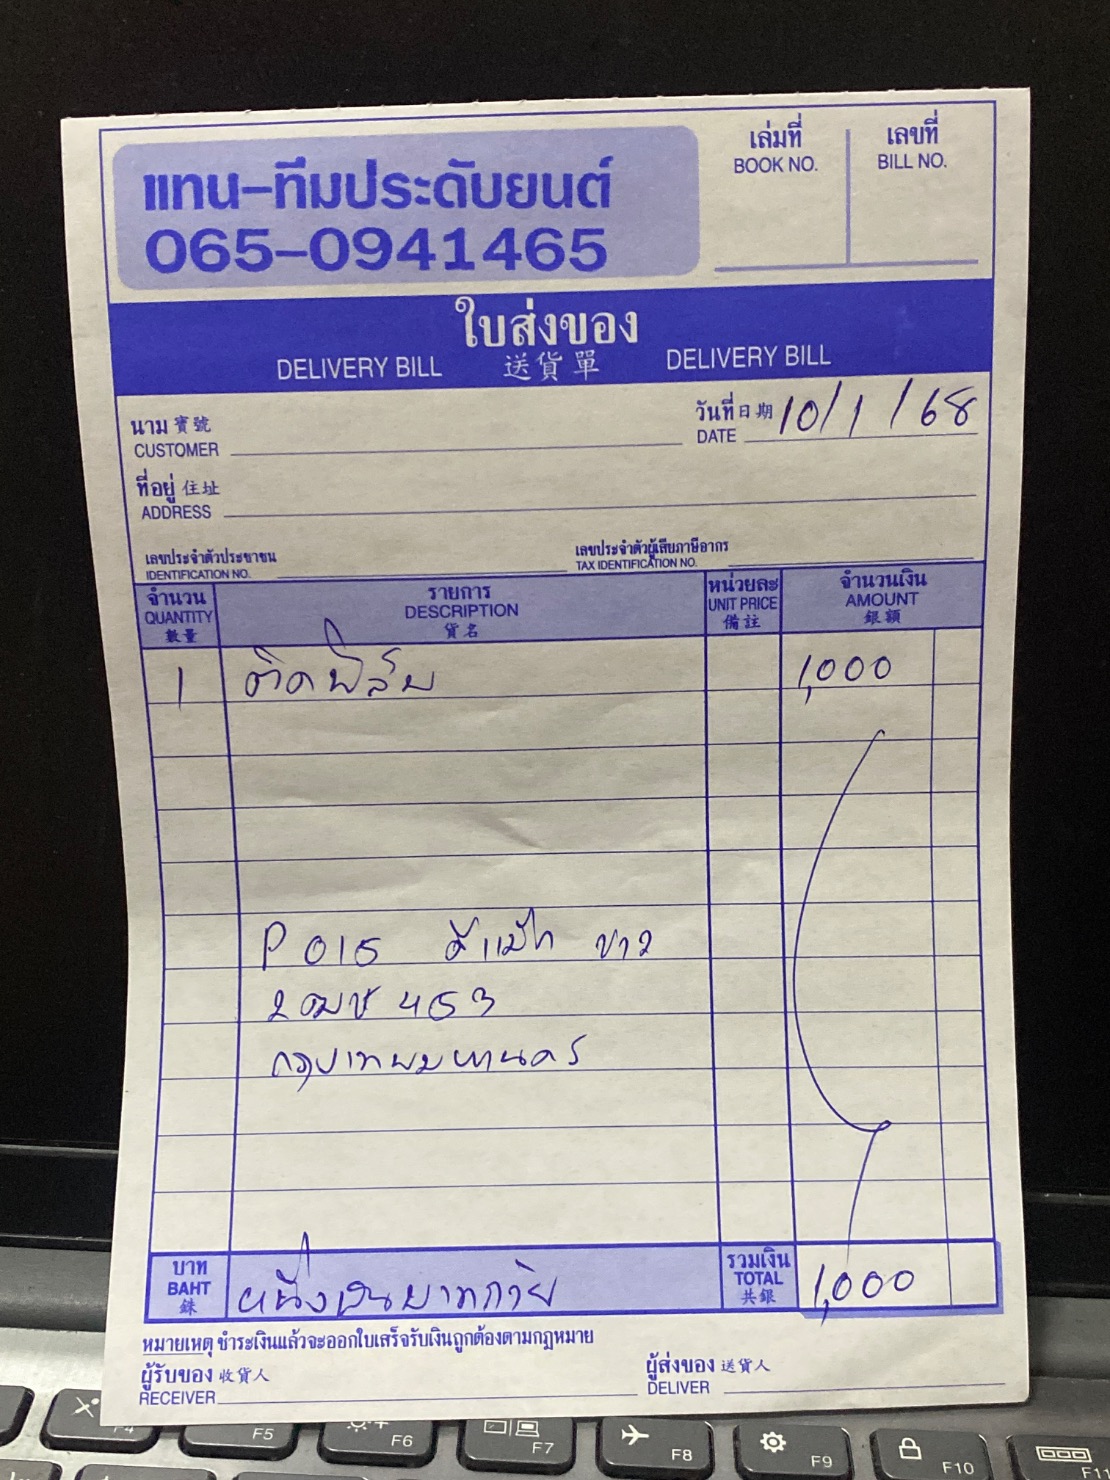 แทน-ทีมประดับยนต์
065-0941465
เล่มที่
BOOK NO.
เลขที่
BILL NO.
ใบส่งของ
DELIVERY BILL 送貨單 DELIVERY BILL
นาม 寶號
CUSTOMER
วันที่ 日期 10/1/68
DATE
ที่อยู่ 住址
ADDRESS
เลขประจำตัวประชาชน
IDENTIFICATION NO.
เลขประจำตัวผู้เสียภาษีอากร
TAX IDENTIFICATION NO.
จำนวน
QUANTITY
數量
รายการ
DESCRIPTION
貨名
หน่วยละ
UNIT PRICE
備註
จำนวนเงิน
AMOUNT
銀額
1 ติดฟิล์ม 1,000
P015 ดีแม็ก ขาว
2ฒษ 453
กรุงเทพมหานคร
บาท
BAHT
銖
หนึ่งพันบาทถ้วน
รวมเงิน
TOTAL
共銀
1,000
หมายเหตุ ชำระเงินแล้วจะออกใบเสร็จรับเงินถูกต้องตามกฎหมาย
ผู้รับของ 收貨人
RECEIVER
ผู้ส่งของ 送貨人
DELIVER
F4
F5
F6
F7
F8
F9
F10
F11